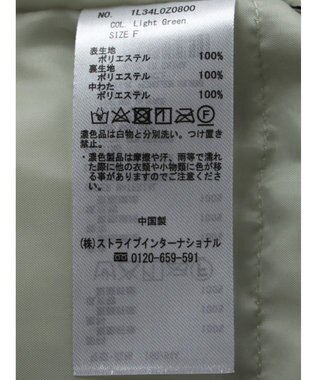 NO. 1L34L0Z0800
COL. Light Green
SIZE F
表生地
ポリエステル 100%
裏生地
ポリエステル 100%
中わた
ポリエステル 100%
濃色品は白物と分別洗い。つけ置き
禁止。
・濃色製品は摩擦や汗、雨等で濡れ
た際に他の衣類や小物類に色が移
る事がありますのでご注意くださ
い。
中国製
(株)ストライプインターナショナル
0120-659-591